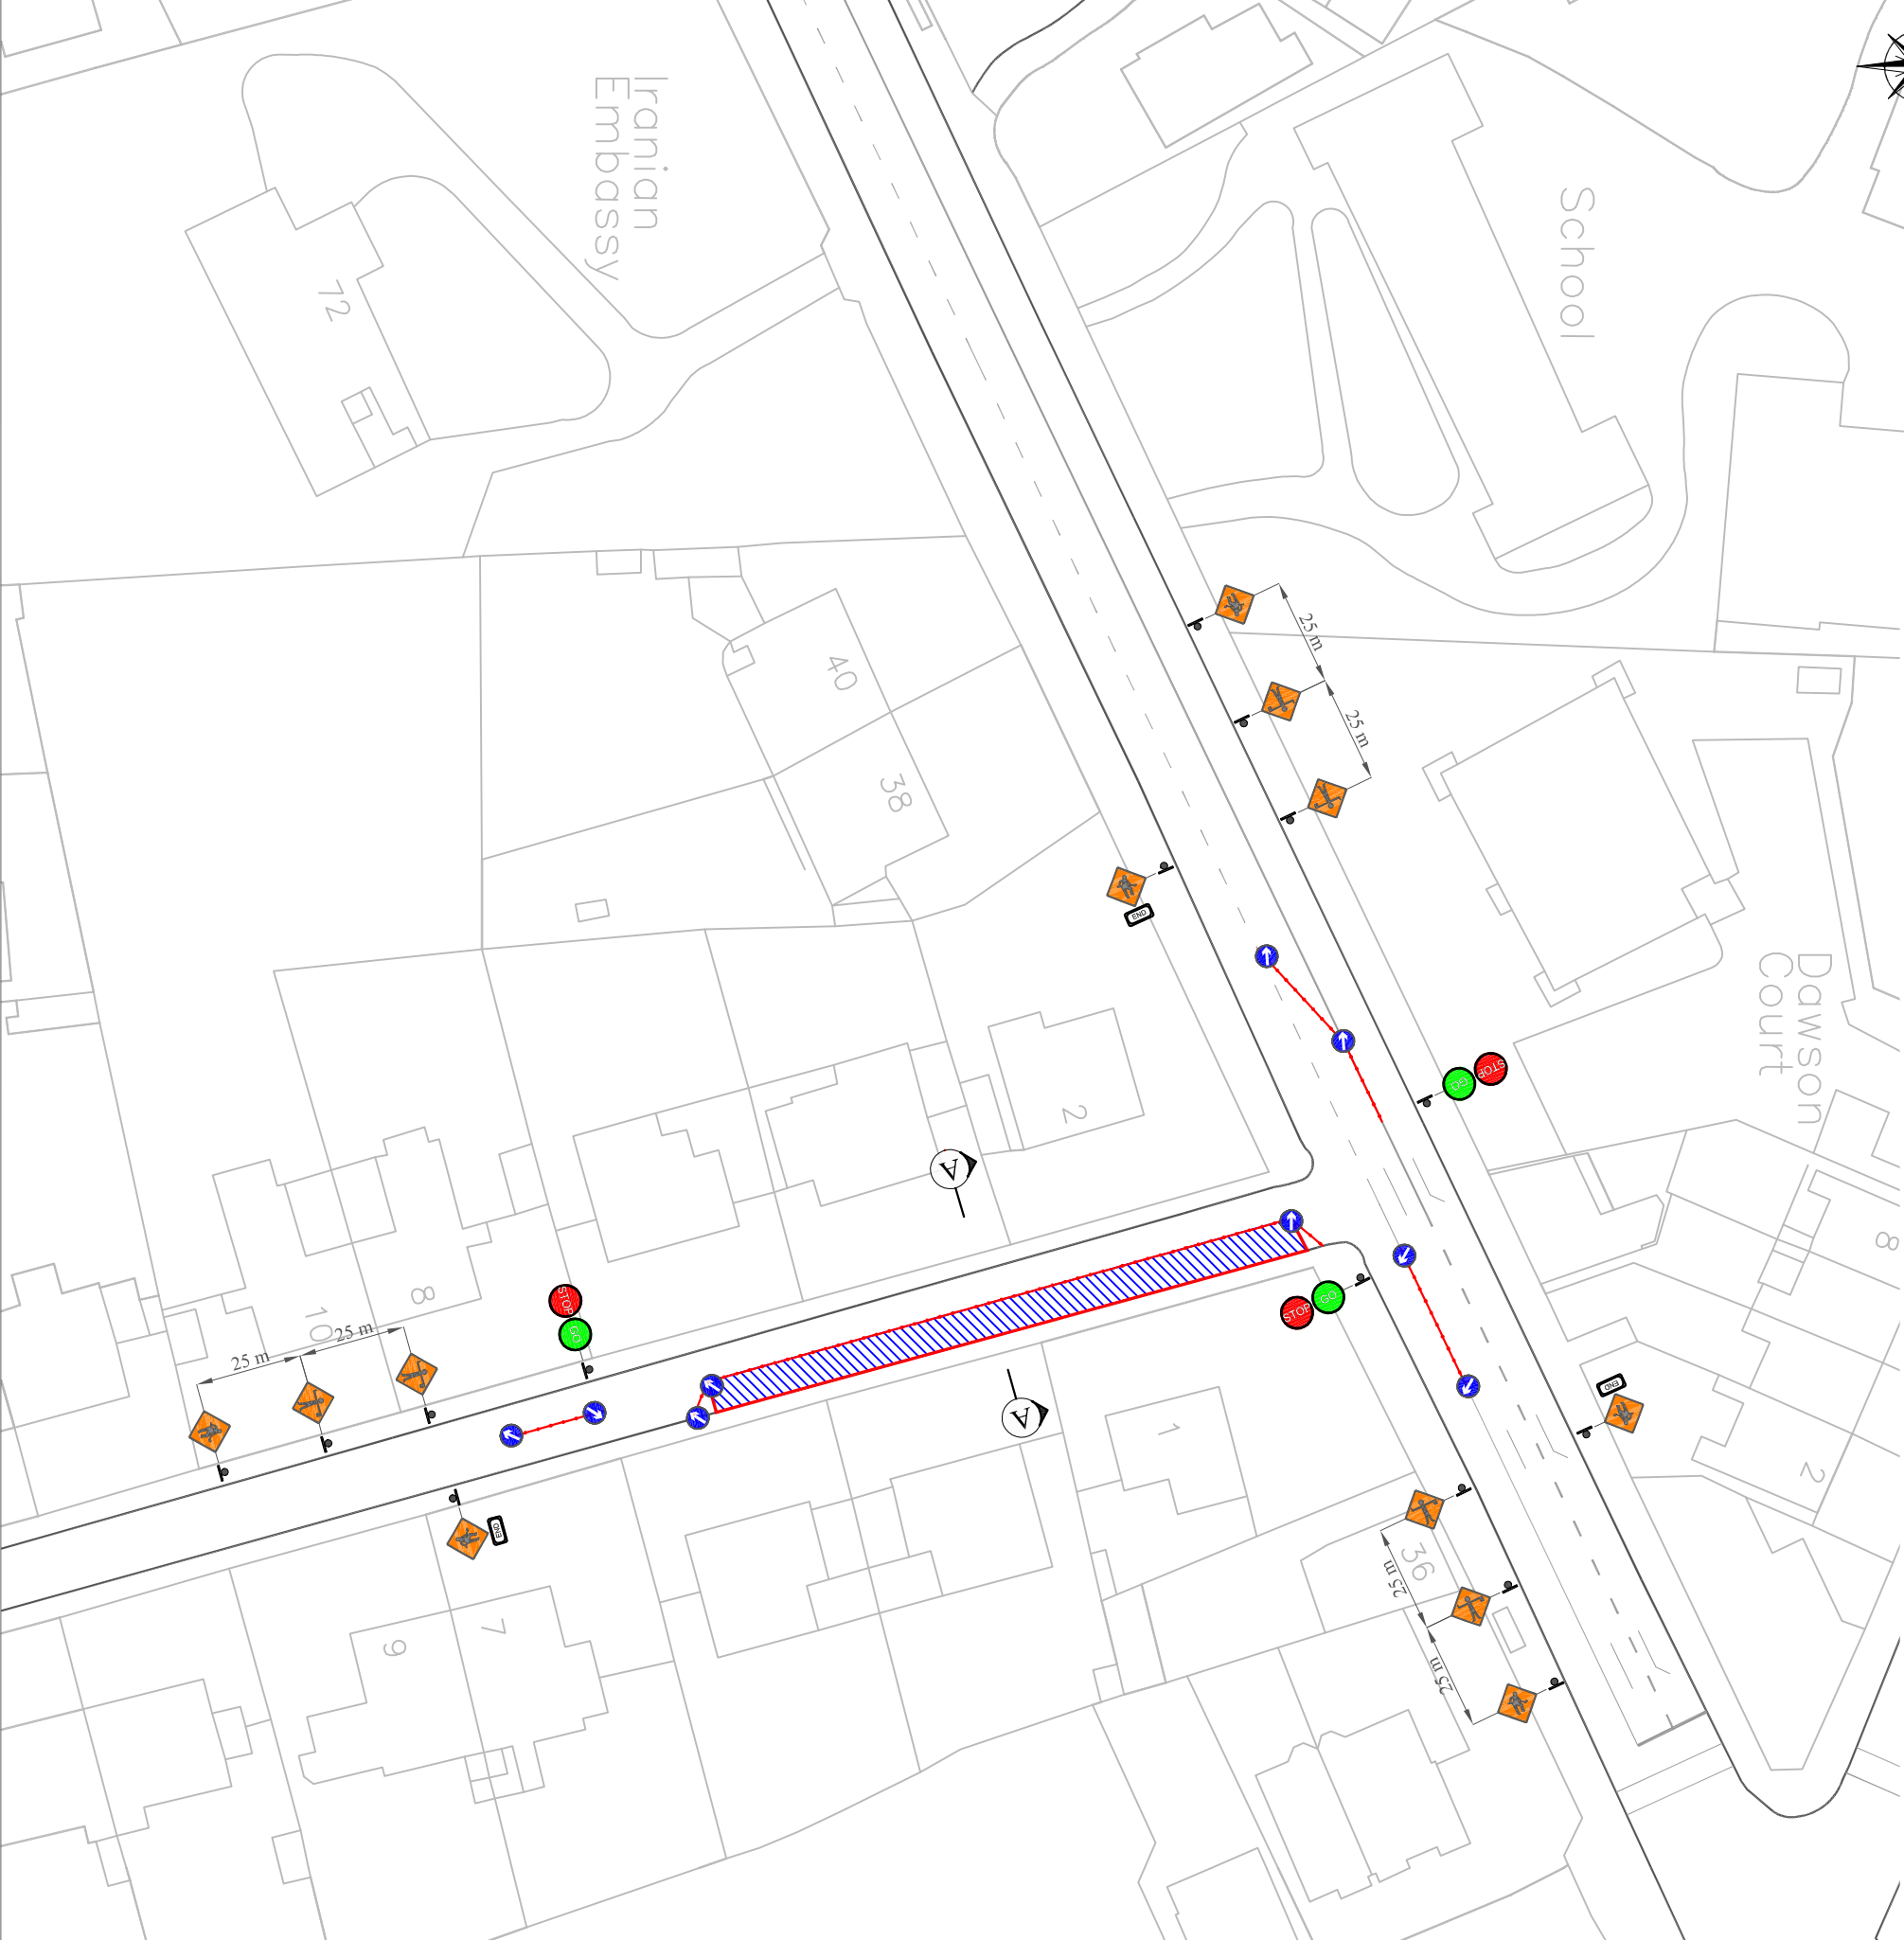 Iranian
Embassy
School
72
25 m
40
25 m
38
END
Dawson
Court
GO
STOP
2
A
8
8
10
25 m
25 m
STOP
GO
STOP
GO
END
A
1
2
END
36
25 m
25 m
7
9